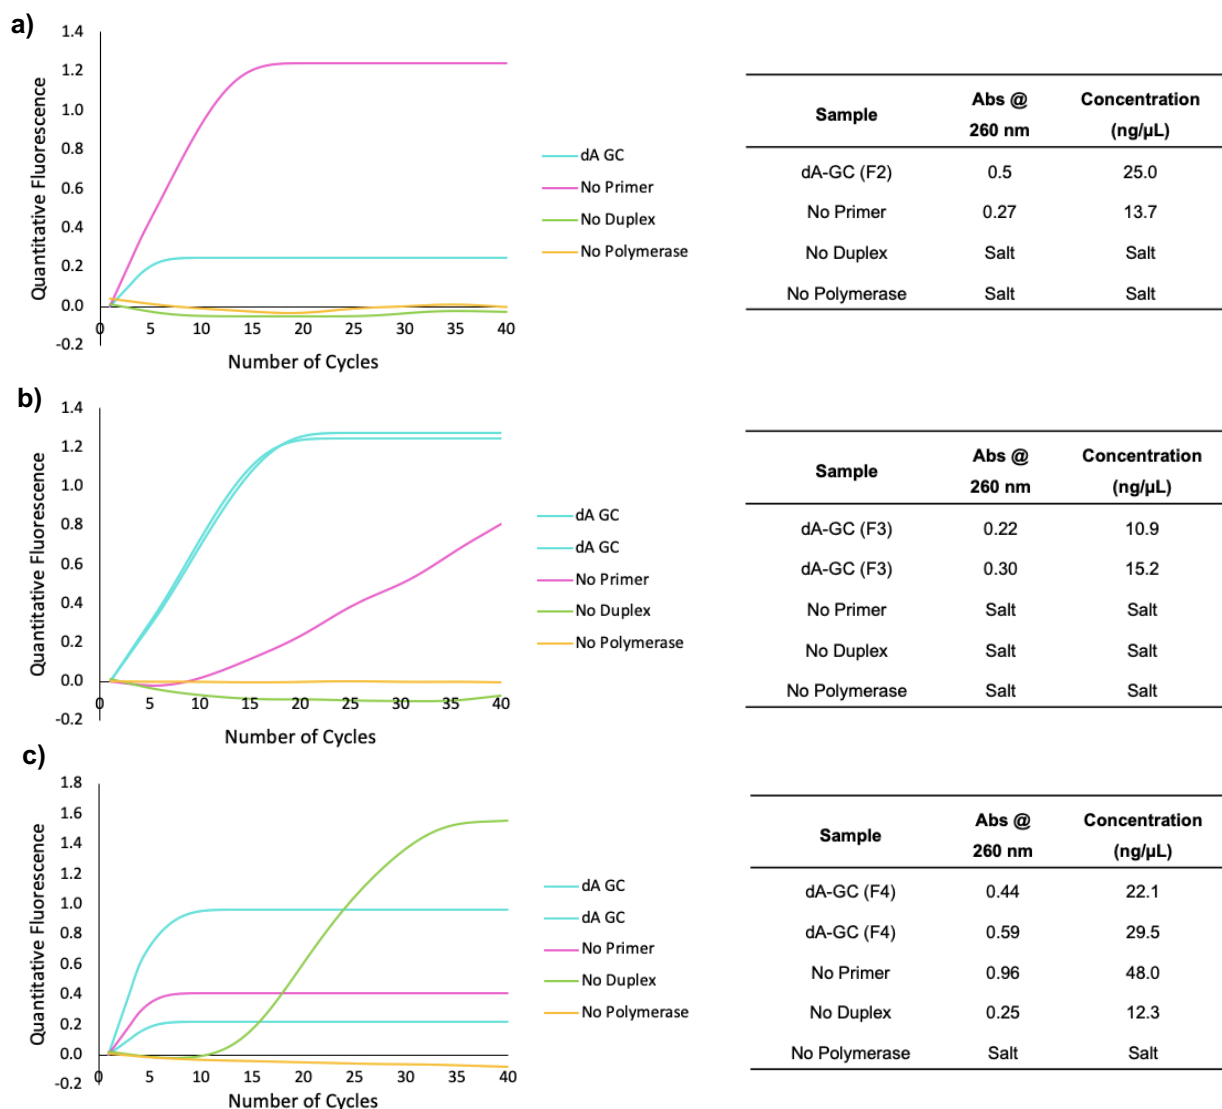 a)
1.4
1.2
1.0
0.8
0.6
0.4
0.2
0.0
-0.2
Quantitative Fluorescence
0 5 10 15 20 25 30 35 40
Number of Cycles
dA GC
No Primer
No Duplex
No Polymerase
Sample Abs @ 260 nm Concentration (ng/µL)
dA-GC (F2) 0.5 25.0
No Primer 0.27 13.7
No Duplex Salt Salt
No Polymerase Salt Salt
b)
1.4
1.2
1.0
0.8
0.6
0.4
0.2
0.0
-0.2
Quantitative Fluorescence
0 5 10 15 20 25 30 35 40
Number of Cycles
dA GC
dA GC
No Primer
No Duplex
No Polymerase
Sample Abs @ 260 nm Concentration (ng/µL)
dA-GC (F3) 0.22 10.9
dA-GC (F3) 0.30 15.2
No Primer Salt Salt
No Duplex Salt Salt
No Polymerase Salt Salt
c)
1.8
1.6
1.4
1.2
1.0
0.8
0.6
0.4
0.2
0.0
-0.2
Quantitative Fluorescence
0 5 10 15 20 25 30 35 40
Number of Cycles
dA GC
dA GC
No Primer
No Duplex
No Polymerase
Sample Abs @ 260 nm Concentration (ng/µL)
dA-GC (F4) 0.44 22.1
dA-GC (F4) 0.59 29.5
No Primer 0.96 48.0
No Duplex 0.25 12.3
No Polymerase Salt Salt